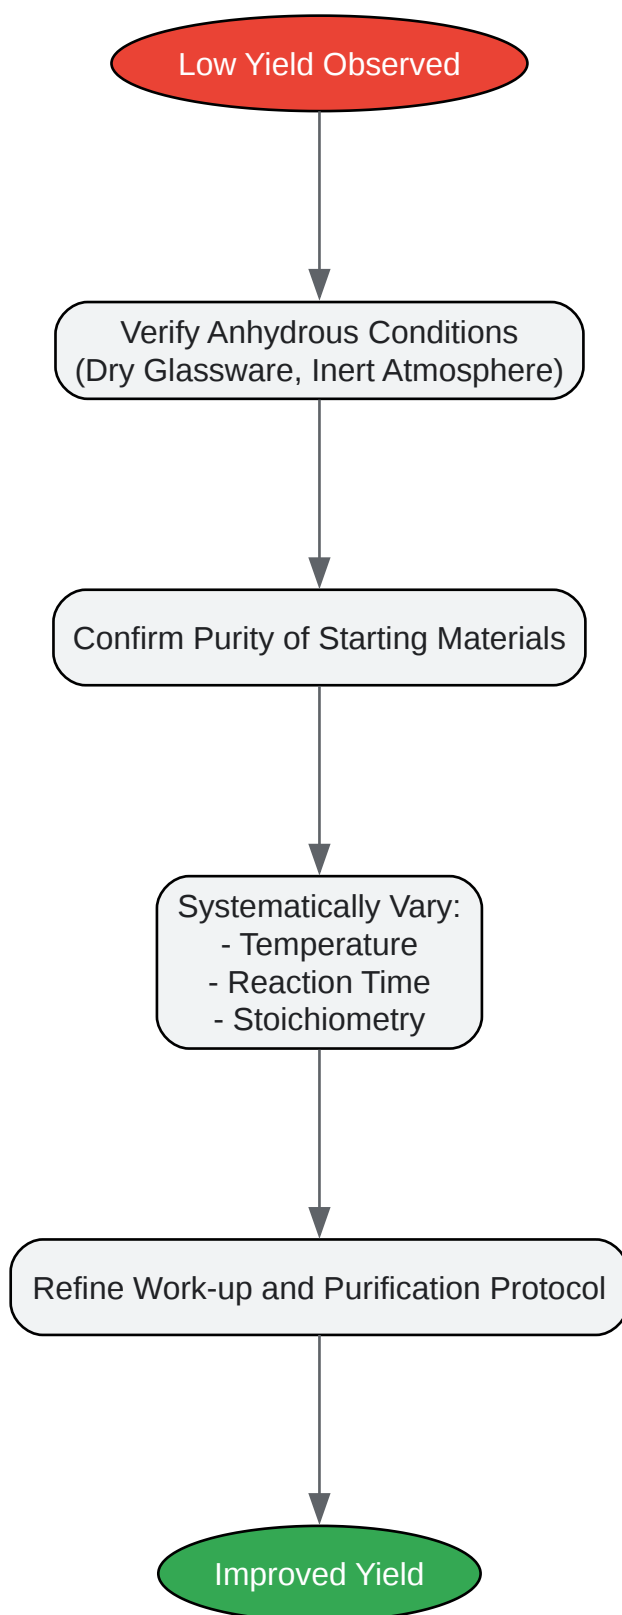 Low Yield Observed
Verify Anhydrous Conditions
(Dry Glassware, Inert Atmosphere)
Confirm Purity of Starting Materials
Systematically Vary:
- Temperature
- Reaction Time
- Stoichiometry
Refine Work-up and Purification Protocol
Improved Yield